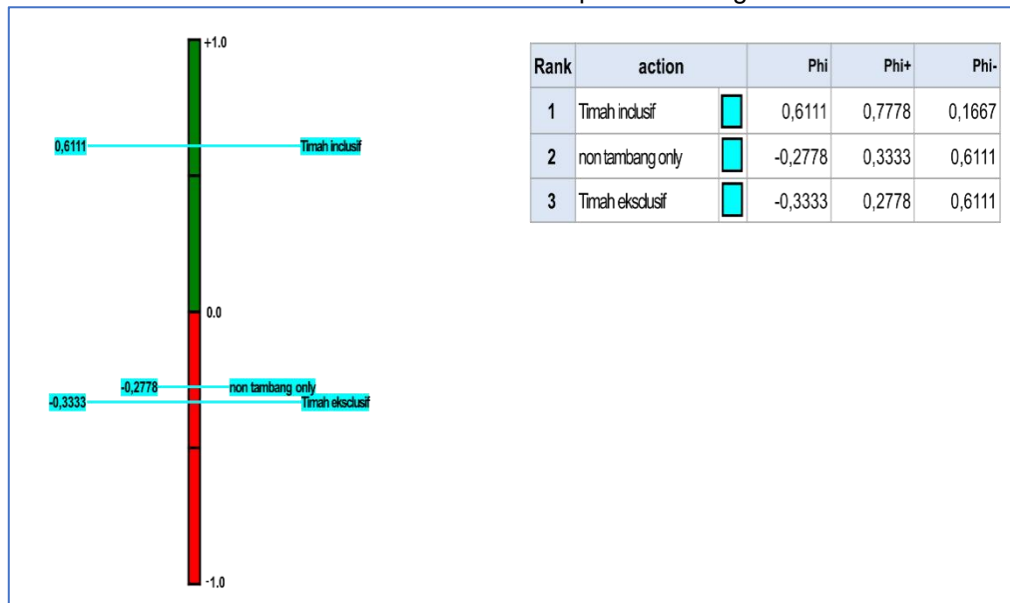 +1.0
0,6111 Timah inclusif
0.0
-0,2778 non tambang only
-0,3333 Timah eksclusif
-1.0
Rank action Phi Phi+ Phi-
1 Timah inclusif 0,6111 0,7778 0,1667
2 non tambang only -0,2778 0,3333 0,6111
3 Timah eksclusif -0,3333 0,2778 0,6111